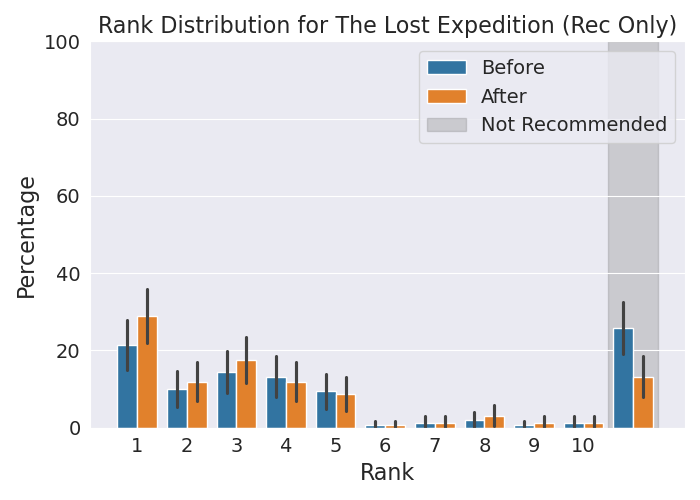 Rank Distribution for The Lost Expedition (Rec Only)
100
80
60
40
20
0
Percentage
Before
After
Not Recommended
1 2 3 4 5 6 7 8 9 10
Rank